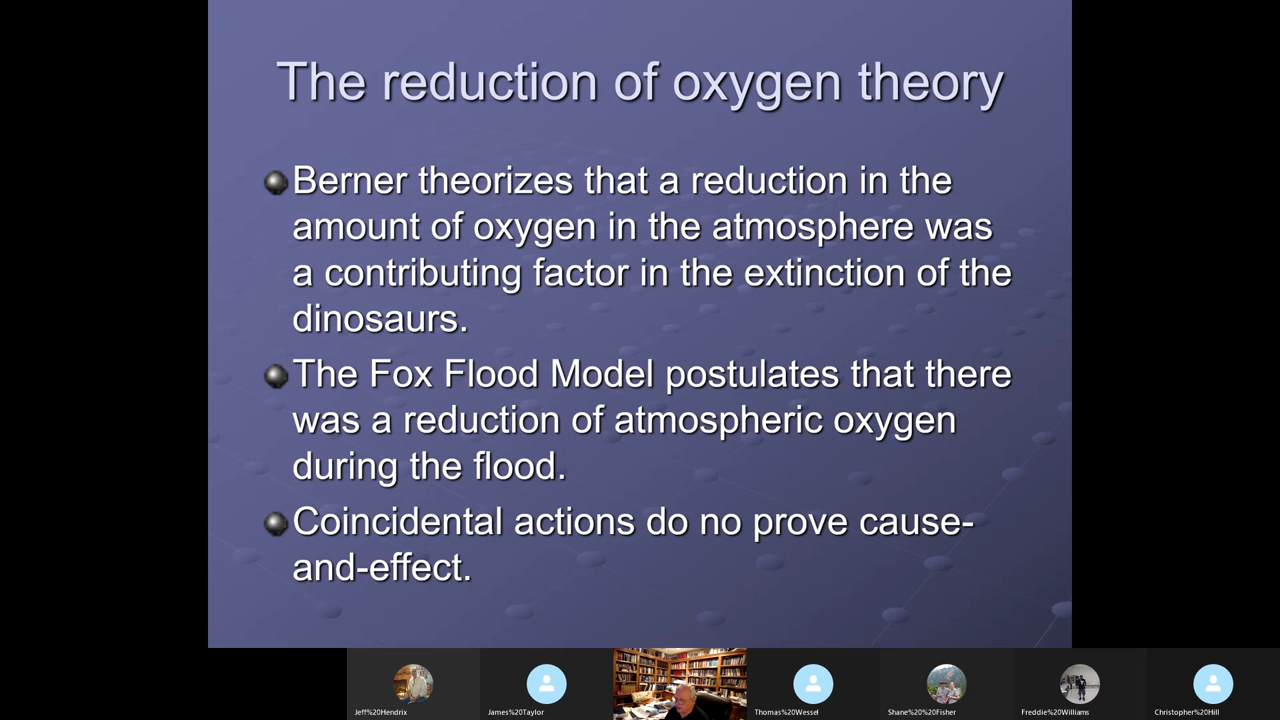 The reduction of oxygen theory
Berner theorizes that a reduction in the
amount of oxygen in the atmosphere was
a contributing factor in the extinction of the
dinosaurs.
The Fox Flood Model postulates that there
was a reduction of atmospheric oxygen
during the flood.
Coincidental actions do no prove cause-
and-effect.
Jeff%20Hendrix
James%20Taylor
Thomas%20Wessel
Shane%20%20Fisher
Freddie%20Williams
Christopher%20Hill